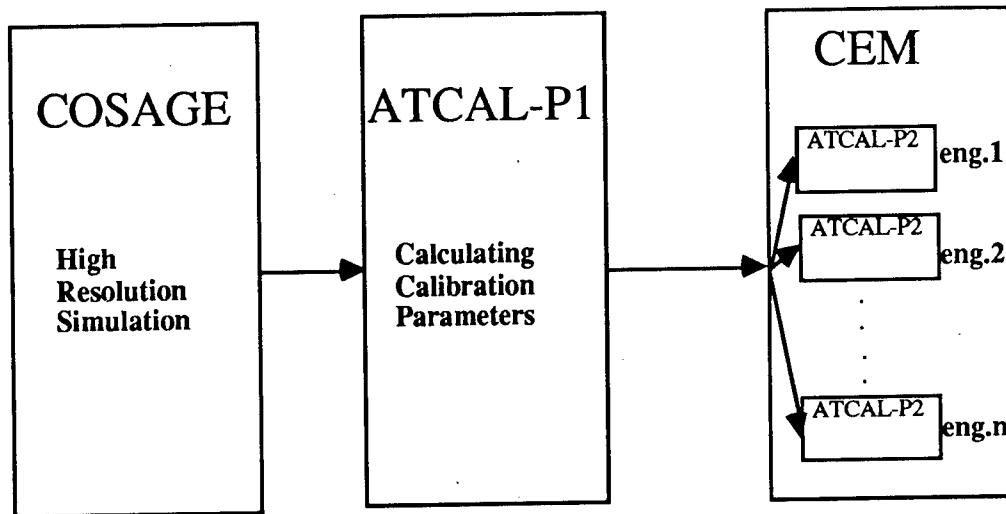 COSAGE
High
Resolution
Simulation
ATCAL-P1
Calculating
Calibration
Parameters
CEM
ATCAL-P2
eng.1
ATCAL-P2
eng.2
ATCAL-P2
eng.n